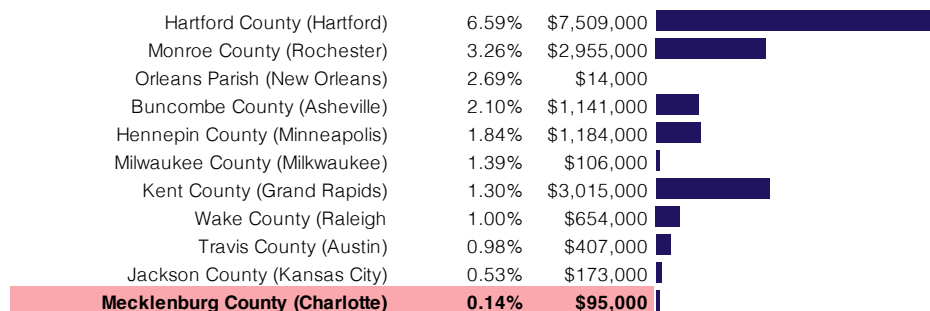 Hartford County (Hartford) 6.59% $7,509,000
Monroe County (Rochester) 3.26% $2,955,000
Orleans Parish (New Orleans) 2.69% $14,000
Buncombe County (Asheville) 2.10% $1,141,000
Hennepin County (Minneapolis) 1.84% $1,184,000
Milwaukee County (Milkwaukee) 1.39% $106,000
Kent County (Grand Rapids) 1.30% $3,015,000
Wake County (Raleigh 1.00% $654,000
Travis County (Austin) 0.98% $407,000
Jackson County (Kansas City) 0.53% $173,000
Mecklenburg County (Charlotte) 0.14% $95,000